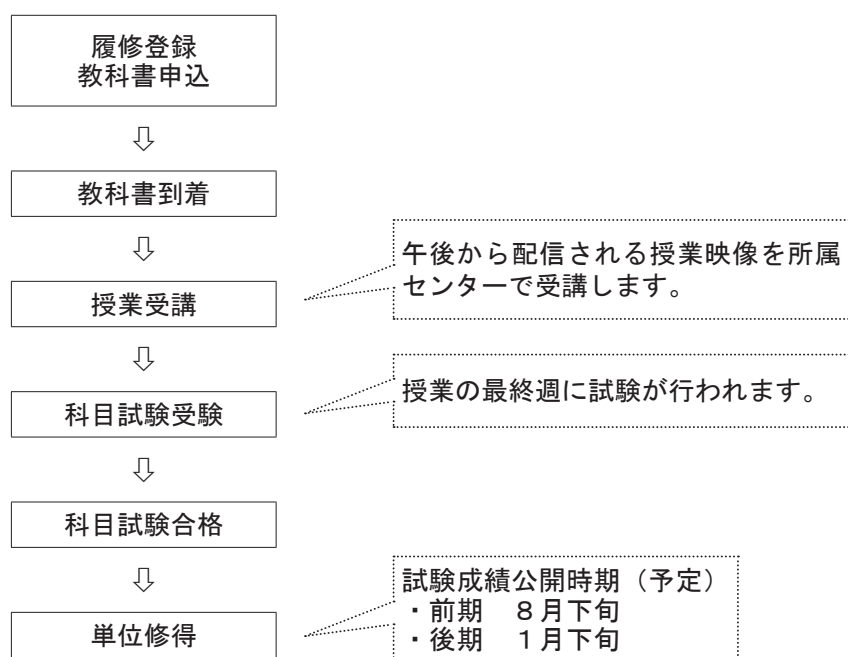 履修登録
教科書申込
⇩
教科書到着
⇩
授業受講
午後から配信される授業映像を所属
センターで受講します。
⇩
科目試験受験
授業の最終週に試験が行われます。
⇩
科目試験合格
⇩
単位修得
試験成績公開時期（予定）
・前期　８月下旬
・後期　１月下旬